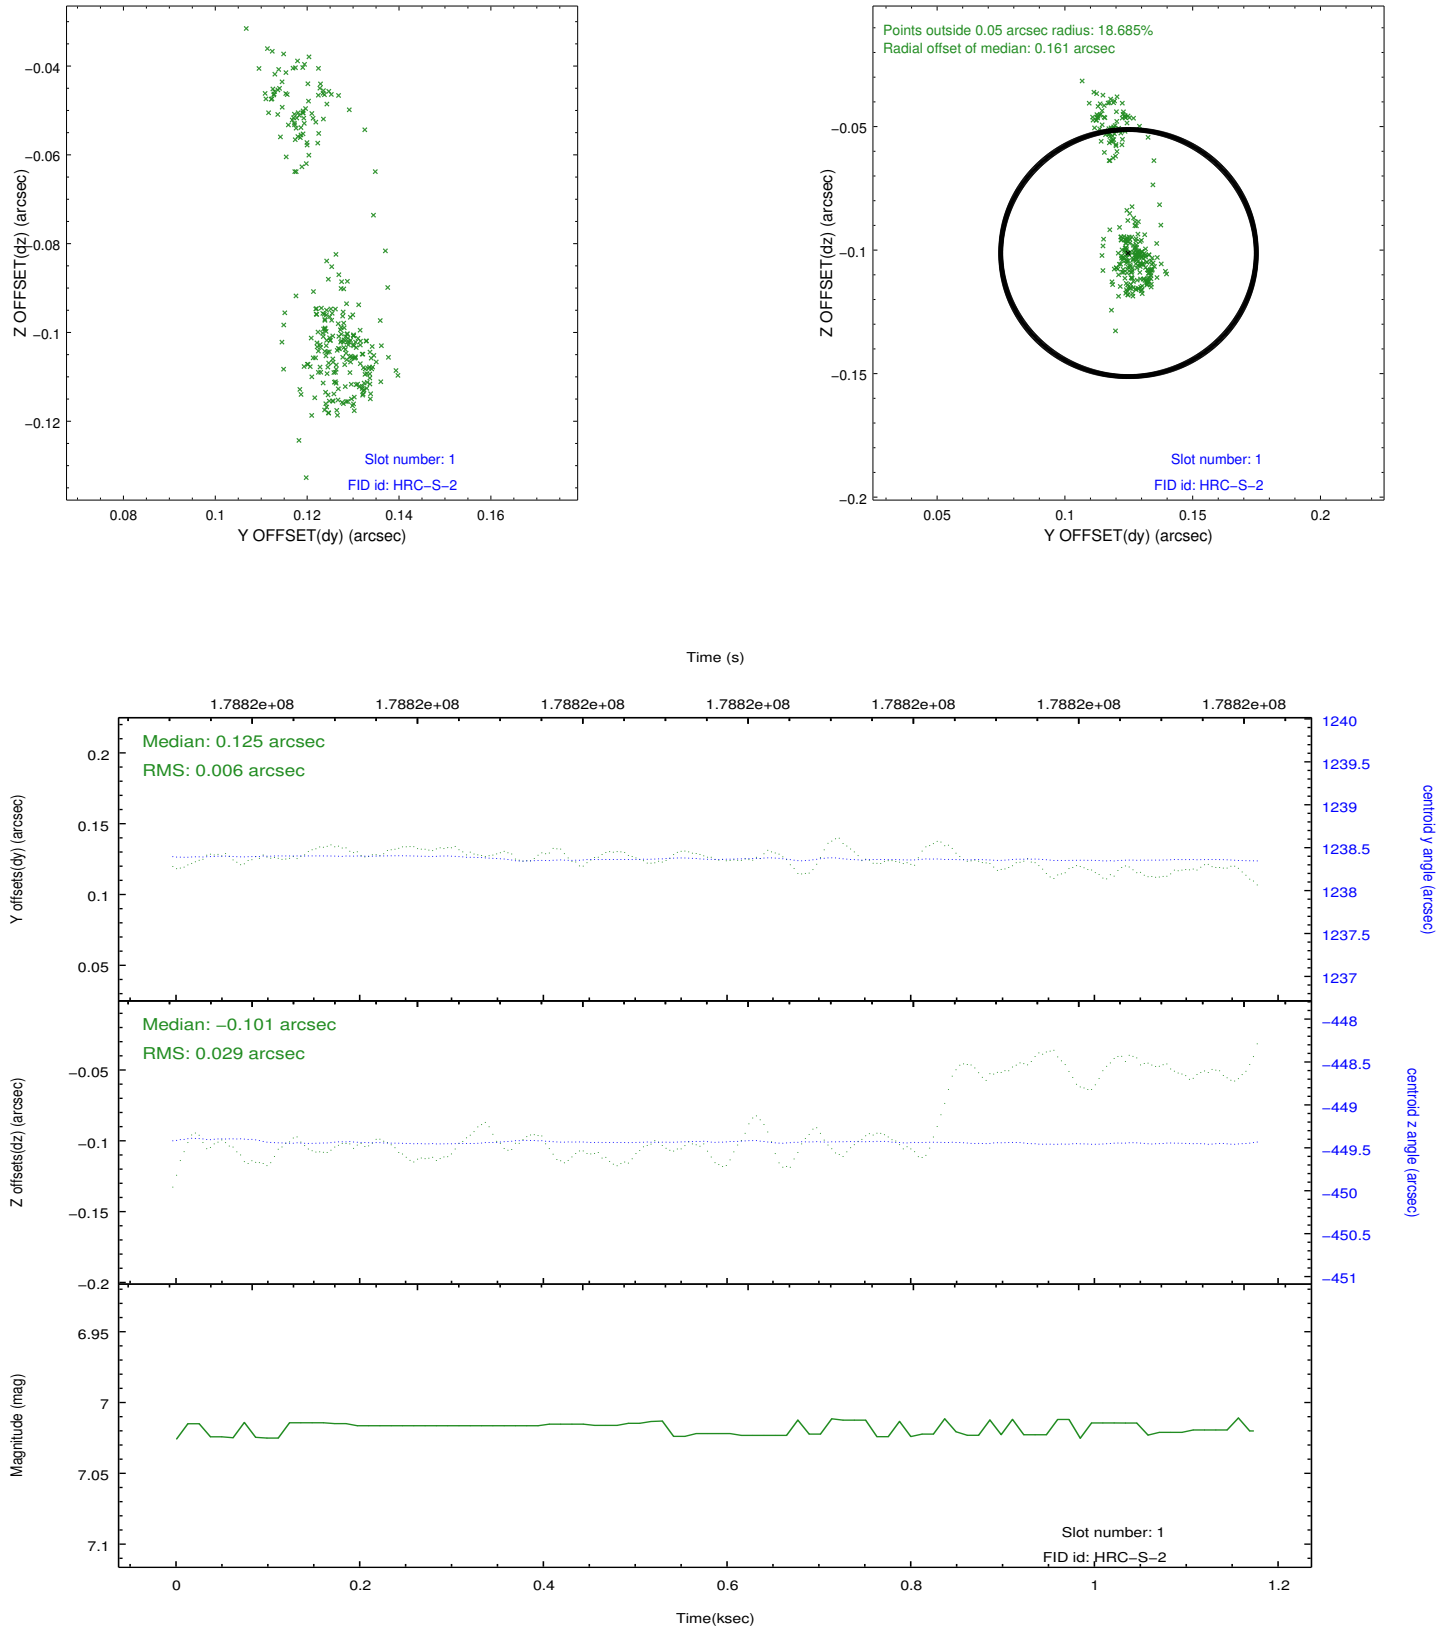 −0.04
−0.06
−0.08
−0.1
−0.12
Z OFFSET(dz) (arcsec)
Slot number: 1
FID id: HRC−S−2
0.08
0.1
0.12
0.14
0.16
Y OFFSET(dy) (arcsec)
Points outside 0.05 arcsec radius: 18.685%
Radial offset of median: 0.161 arcsec
−0.05
−0.1
−0.15
−0.2
Z OFFSET(dz) (arcsec)
Slot number: 1
FID id: HRC−S−2
0.05
0.1
0.15
0.2
Y OFFSET(dy) (arcsec)
Time (s)
1.7882e+08
1.7882e+08
1.7882e+08
1.7882e+08
1.7882e+08
1.7882e+08
1.7882e+08
Median: 0.125 arcsec
RMS: 0.006 arcsec
0.2
0.15
0.1
0.05
Y offsets(dy) (arcsec)
1240
1239.5
1239
1238.5
1238
1237.5
1237
centroid y angle (arcsec)
Median: −0.101 arcsec
RMS: 0.029 arcsec
−0.05
−0.1
−0.15
−0.2
Z offsets(dz) (arcsec)
−448
−448.5
−449
−449.5
−450
−450.5
−451
centroid z angle (arcsec)
6.95
7
7.05
7.1
Magnitude (mag)
Slot number: 1
FID id: HRC−S−2
0
0.2
0.4
0.6
0.8
1
1.2
Time(ksec)